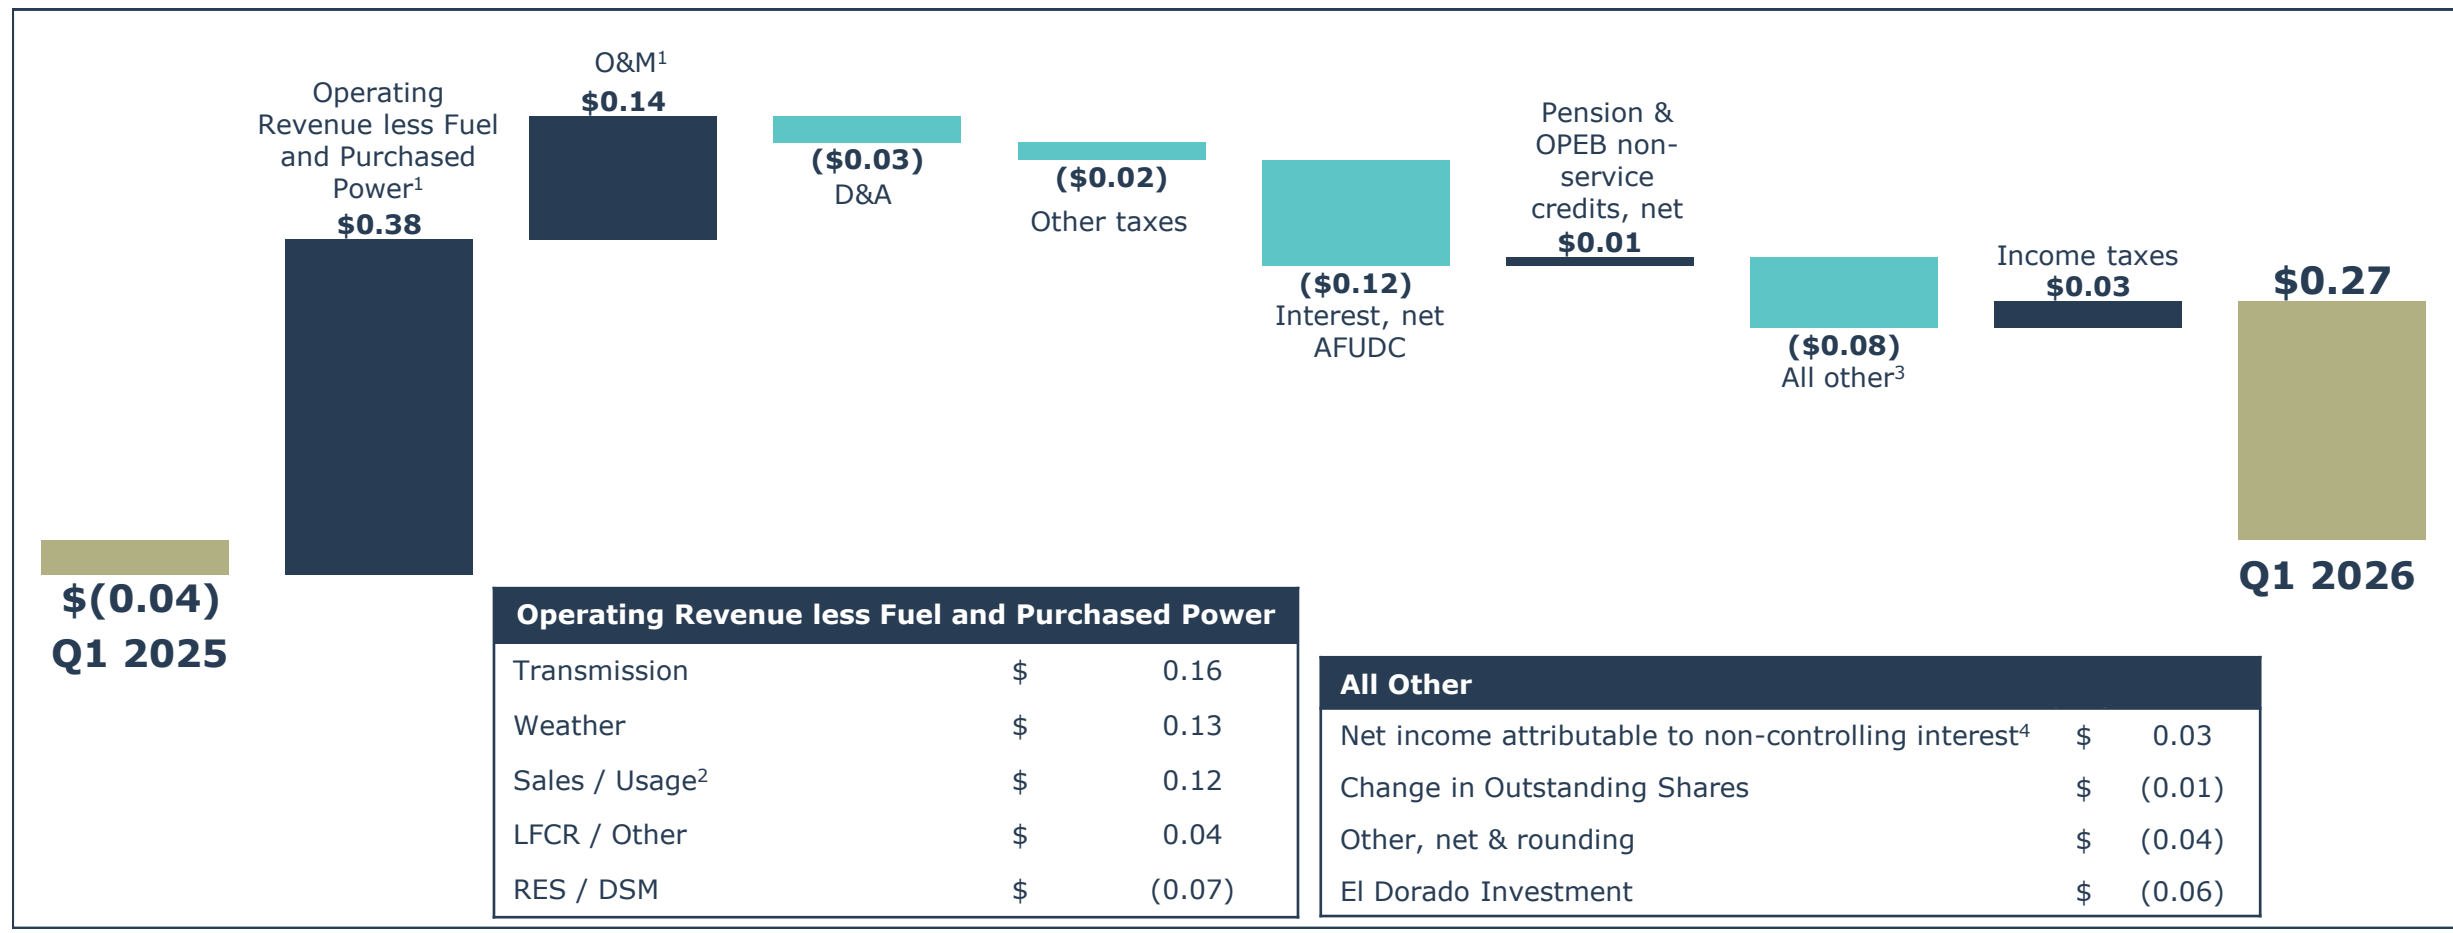 Operating
Revenue less Fuel
and Purchased
Power¹
$0.38
O&M¹
$0.14
($0.03)
D&A
($0.02)
Other taxes
($0.12)
Interest, net
AFUDC
Pension &
OPEB non-
service
credits, net
$0.01
($0.08)
All other³
Income taxes
$0.03
$0.27
Q1 2026
$(0.04)
Q1 2025
Operating Revenue less Fuel and Purchased Power
Transmission $ 0.16
Weather $ 0.13
Sales / Usage² $ 0.12
LFCR / Other $ 0.04
RES / DSM $ (0.07)
All Other
Net income attributable to non-controlling interest⁴ $ 0.03
Change in Outstanding Shares $ (0.01)
Other, net & rounding $ (0.04)
El Dorado Investment $ (0.06)